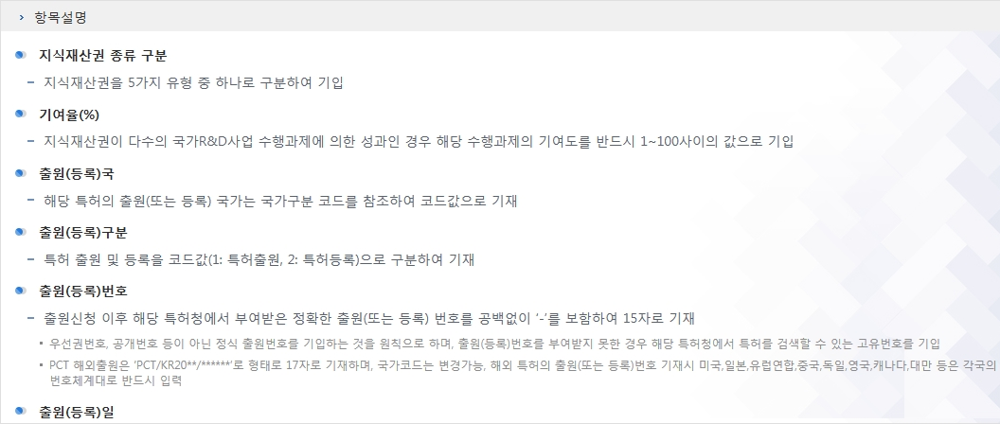 › 항목설명
지식재산권 종류 구분
- 지식재산권을 5가지 유형 중 하나로 구분하여 기입
기여율(%)
- 지식재산권이 다수의 국가R&D사업 수행과제에 의한 성과인 경우 해당 수행과제의 기여도를 반드시 1~100사이의 값으로 기입
출원(등록)국
- 해당 특허의 출원(또는 등록) 국가는 국가구분 코드를 참조하여 코드값으로 기재
출원(등록)구분
- 특허 출원 및 등록을 코드값(1: 특허출원, 2: 특허등록)으로 구분하여 기재
출원(등록)번호
- 출원신청 이후 해당 특허청에서 부여받은 정확한 출원(또는 등록) 번호를 공백없이 ‘-’를 보함하여 15자로 기재
▪ 우선권번호, 공개번호 등이 아닌 정식 출원번호를 기입하는 것을 원칙으로 하며, 출원(등록)번호를 부여받지 못한 경우 해당 특허청에서 특허를 검색할 수 있는 고유번호를 기입
▪ PCT 해외출원은 ‘PCT/KR20**/******’로 형태로 17자로 기재하며, 국가코드는 변경가능, 해외 특허의 출원(또는 등록)번호 기재시 미국,일본,유럽연합,중국,독일,영국,캐나다,대만 등은 각국의
번호체계대로 반드시 입력
출원(등록)일